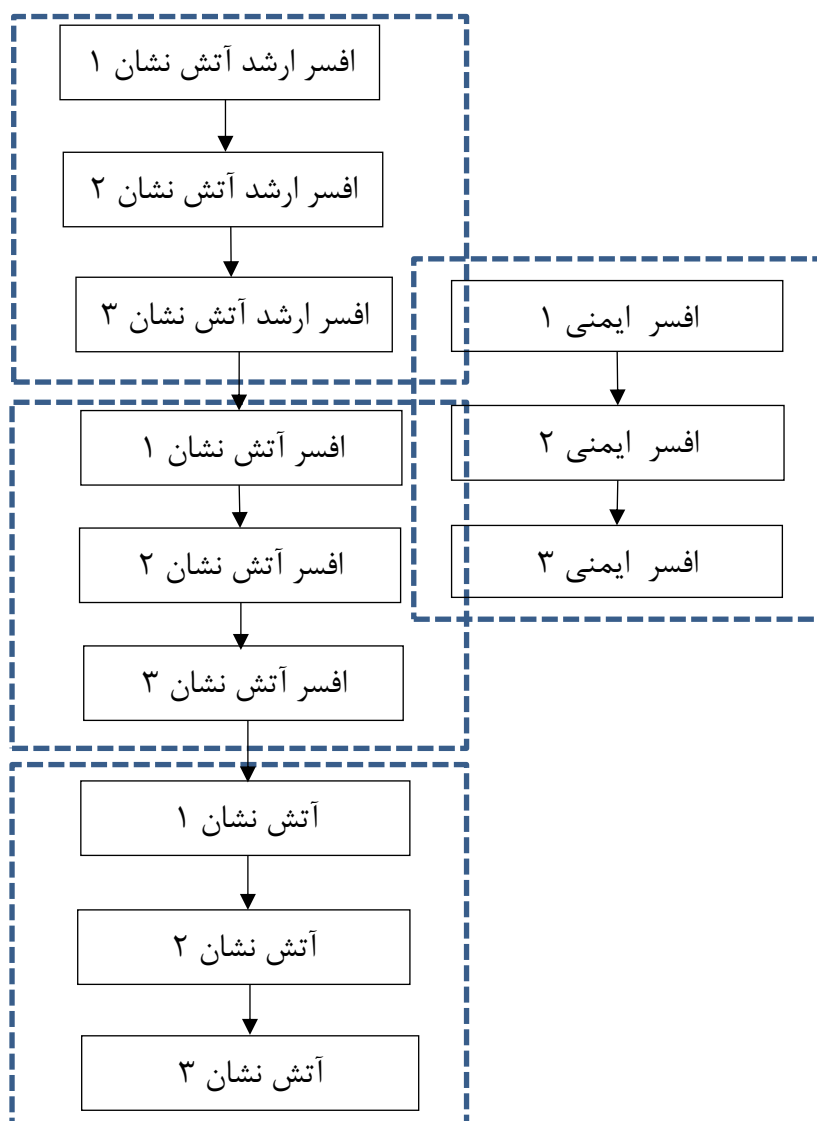 افسر ارشد آتش نشان ۱
افسر ارشد آتش نشان ۲
افسر ارشد آتش نشان ۳
افسر آتش نشان ۱
افسر آتش نشان ۲
افسر آتش نشان ۳
آتش نشان ۱
آتش نشان ۲
آتش نشان ۳
افسر ایمنی ۱
افسر ایمنی ۲
افسر ایمنی ۳